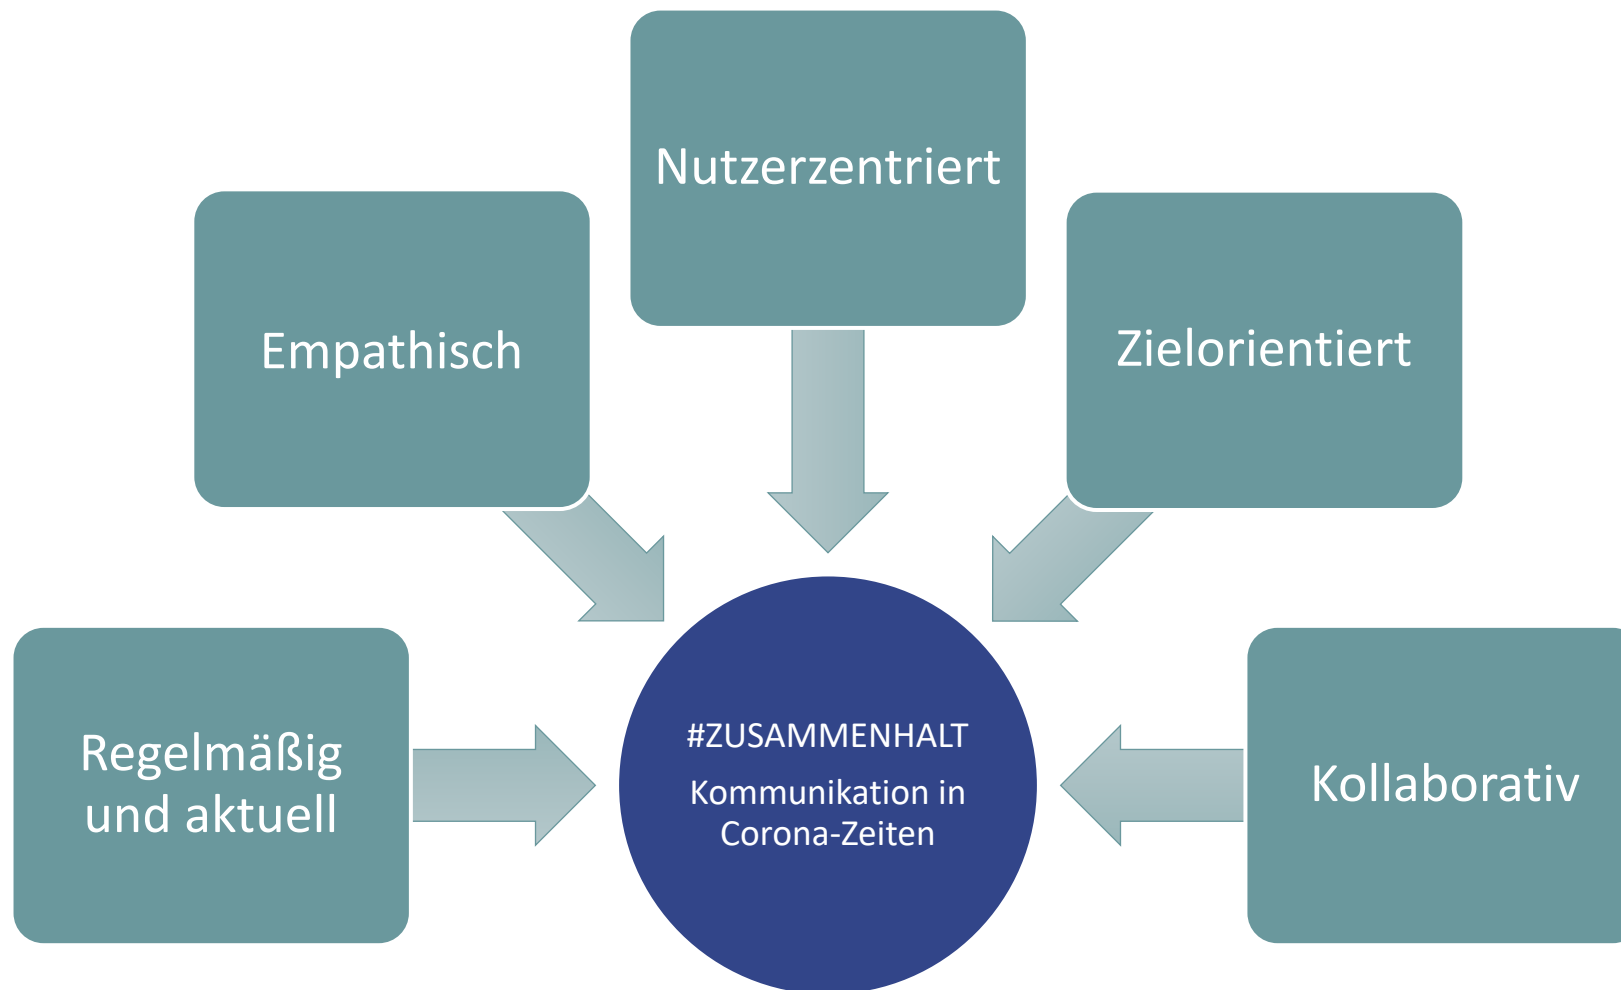 Nutzerzentriert
Empathisch
Zielorientiert
Regelmäßig
und aktuell
#ZUSAMMENHALT
Kommunikation in
Corona-Zeiten
Kollaborativ